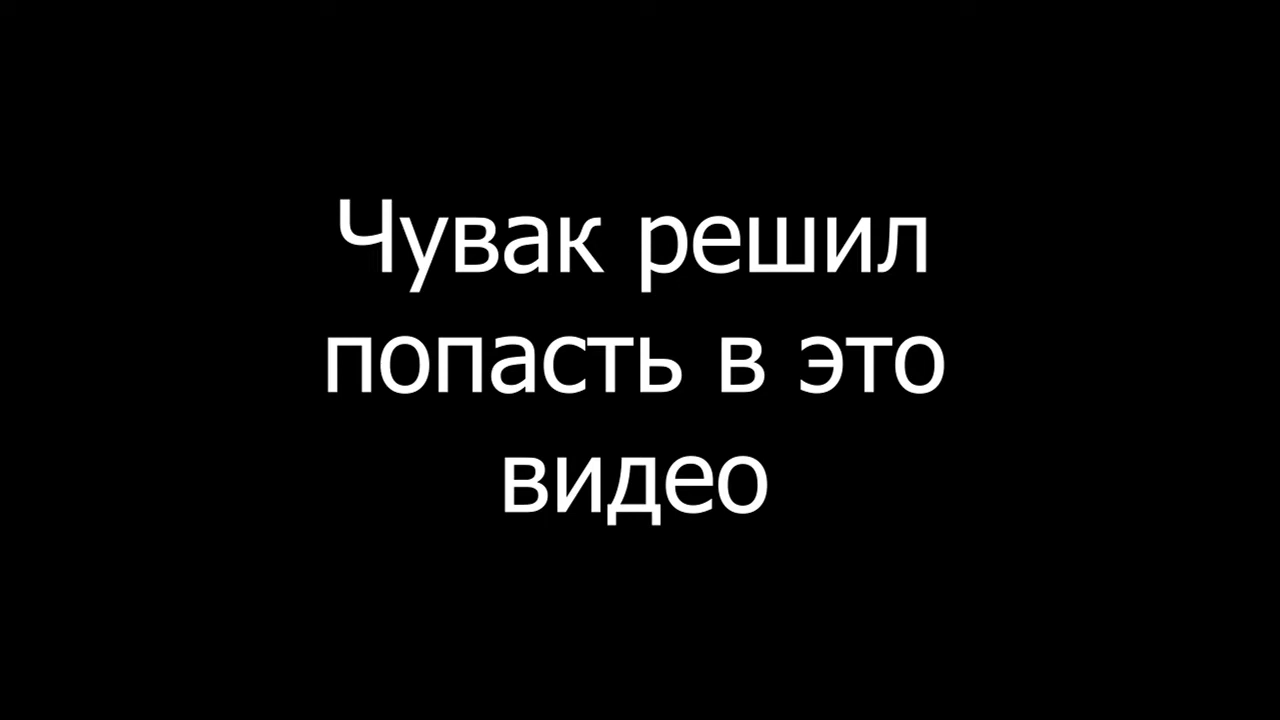 Чувак решил
попасть в это
видео